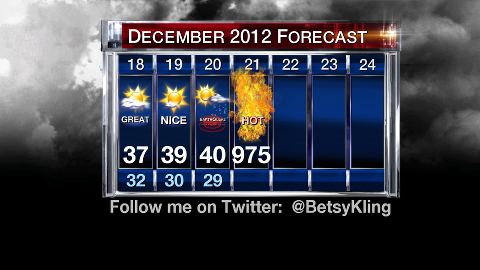 DECEMBER 2012 FORECAST
18 19 20 21 22 23 24
GREAT NICE EARTHQUAKE HOT
37 39 40 975
32 30 29
Follow me on Twitter: @BetsyKling